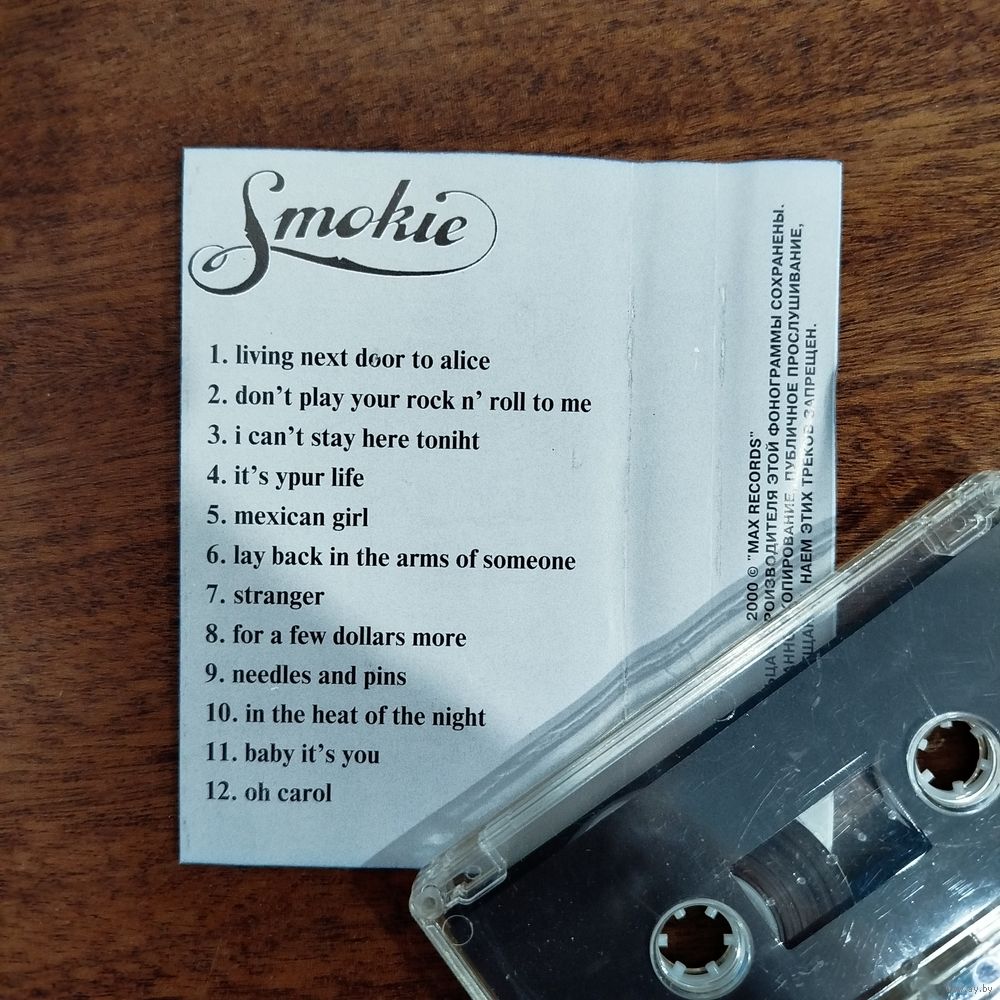 Smokie
1. living next door to alice
2. don't play your rock n' roll to me
3. i can't stay here toniht
4. it's ypur life
5. mexican girl
6. lay back in the arms of someone
7. stranger
8. for a few dollars more
9. needles and pins
10. in the heat of the night
11. baby it's you
12. oh carol
2000 © "MAX RECORDS"
ЭТОЙ ФОНОГРАММЫ СОХРАНЕНЫ.
ПУБЛИЧНОЕ ПРОСЛУШИВАНИЕ,
ЭТИХ ТРЕКОВ ЗАПРЕЩЕН.